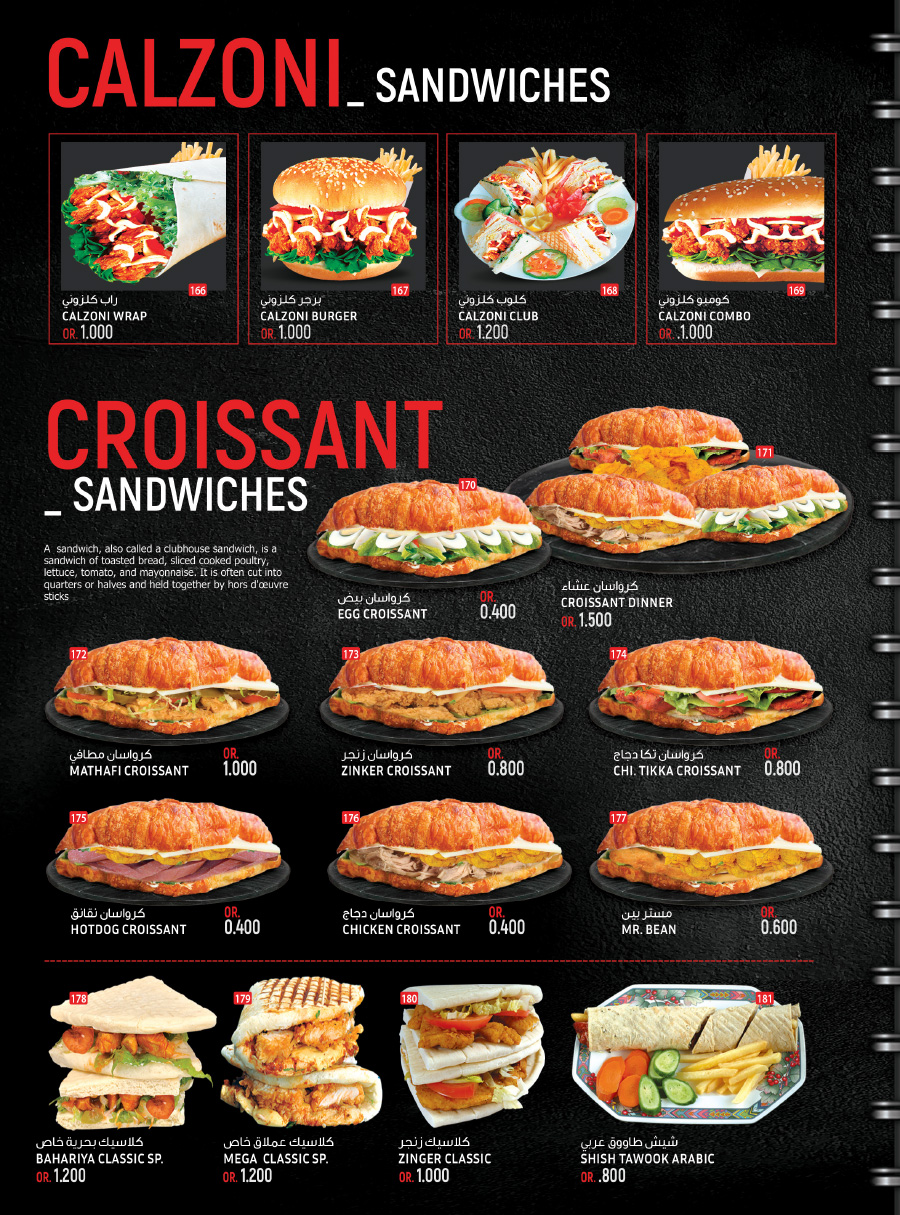 CALZONI_ SANDWICHES
166
راب كلزوني
CALZONI WRAP
OR. 1.000
167
برجر كلزوني
CALZONI BURGER
OR. 1.000
168
كلوب كلزوني
CALZONI CLUB
OR. 1.200
169
كومبو كلزوني
CALZONI COMBO
OR. .1.000
CROISSANT
_ SANDWICHES
A sandwich, also called a clubhouse sandwich, is a
sandwich of toasted bread, sliced cooked poultry,
lettuce, tomato, and mayonnaise. It is often cut into
quarters or halves and held together by hors d'œuvre
sticks
170
كرواسان بيض
EGG CROISSANT
OR.
0.400
171
كرواسان عشاء
CROISSANT DINNER
OR. 1.500
172
كرواسان مطافي
MATHAFI CROISSANT
OR.
1.000
173
كرواسان زنجر
ZINKER CROISSANT
OR.
0.800
174
كرواسان تكا دجاج
CHI. TIKKA CROISSANT
OR.
0.800
175
كرواسان نقانق
HOTDOG CROISSANT
OR.
0.400
176
كرواسان دجاج
CHICKEN CROISSANT
OR.
0.400
177
مستر بين
MR. BEAN
OR.
0.600
178
كلاسيك بحرية خاص
BAHARIYA CLASSIC SP.
OR. 1.200
179
كلاسيك عملاق خاص
MEGA CLASSIC SP.
OR. 1.200
180
كلاسيك زنجر
ZINGER CLASSIC
OR. 1.000
181
شيش طاووق عربي
SHISH TAWOOK ARABIC
OR. .800